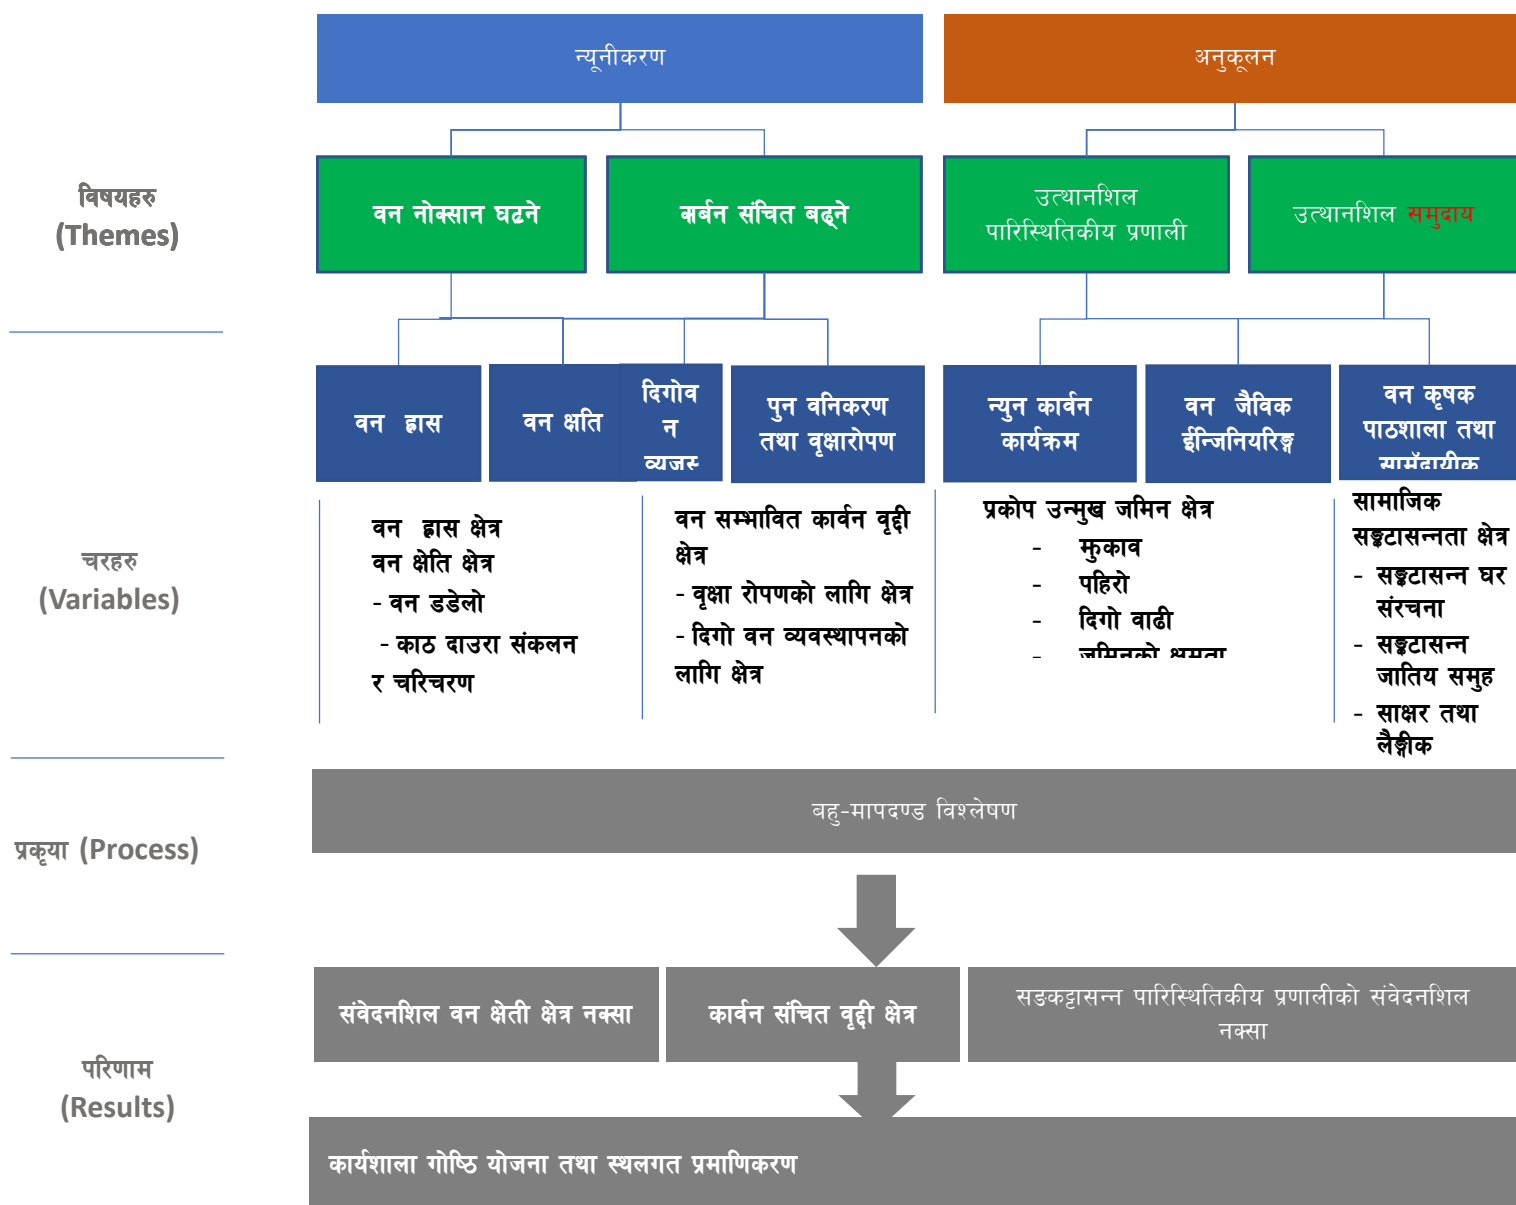 न्यूनीकरण
अनुकूलन
विषयहरु
(Themes)
वन नोक्सान घटने
कार्बन संचित बढ्ने
उत्थानशिल
पारिस्थितिकीय प्रणाली
उत्थानशिल समुदाय
चरहरु
(Variables)
वन ह्रास
वन क्षति
दिगोव
न
पुन वनिकरण
तथा वृक्षारोपण
न्युन कार्वन
कार्यक्रम
वन जैविक
ईन्जिनियरिङ्ग
वन कृषक
पाठशाला तथा
वन ह्रास क्षेत्र
वन क्षेति क्षेत्र
- वन डडेलो
- काठ दाउरा संकलन
र चरिचरण
वन सम्भावित कार्वन वृद्दी
क्षेत्र
- वृक्षा रोपणको लागि क्षेत्र
- दिगो वन व्यवस्थापनको
लागि क्षेत्र
प्रकोप उन्मुख जमिन क्षेत्र
- झुकाव
- पहिरो
- दिगो वाढी
- जमिनको क्षमता
सामाजिक
सङ्कटासन्नता क्षेत्र
- सङ्कटासन्न घर
संरचना
- सङ्कटासन्न
जातिय समुह
- साक्षर तथा
लैङ्गीक
प्रकृया (Process)
बहु-मापदण्ड विश्लेषण
परिणाम
(Results)
संवेदनशिल वन क्षेती क्षेत्र नक्सा
कार्वन संचित वृद्दी क्षेत्र
सङकट्टासन्न पारिस्थितिकीय प्रणालीको संवेदनशिल
नक्सा
कार्यशाला गोष्ठि योजना तथा स्थलगत प्रमाणिकरण